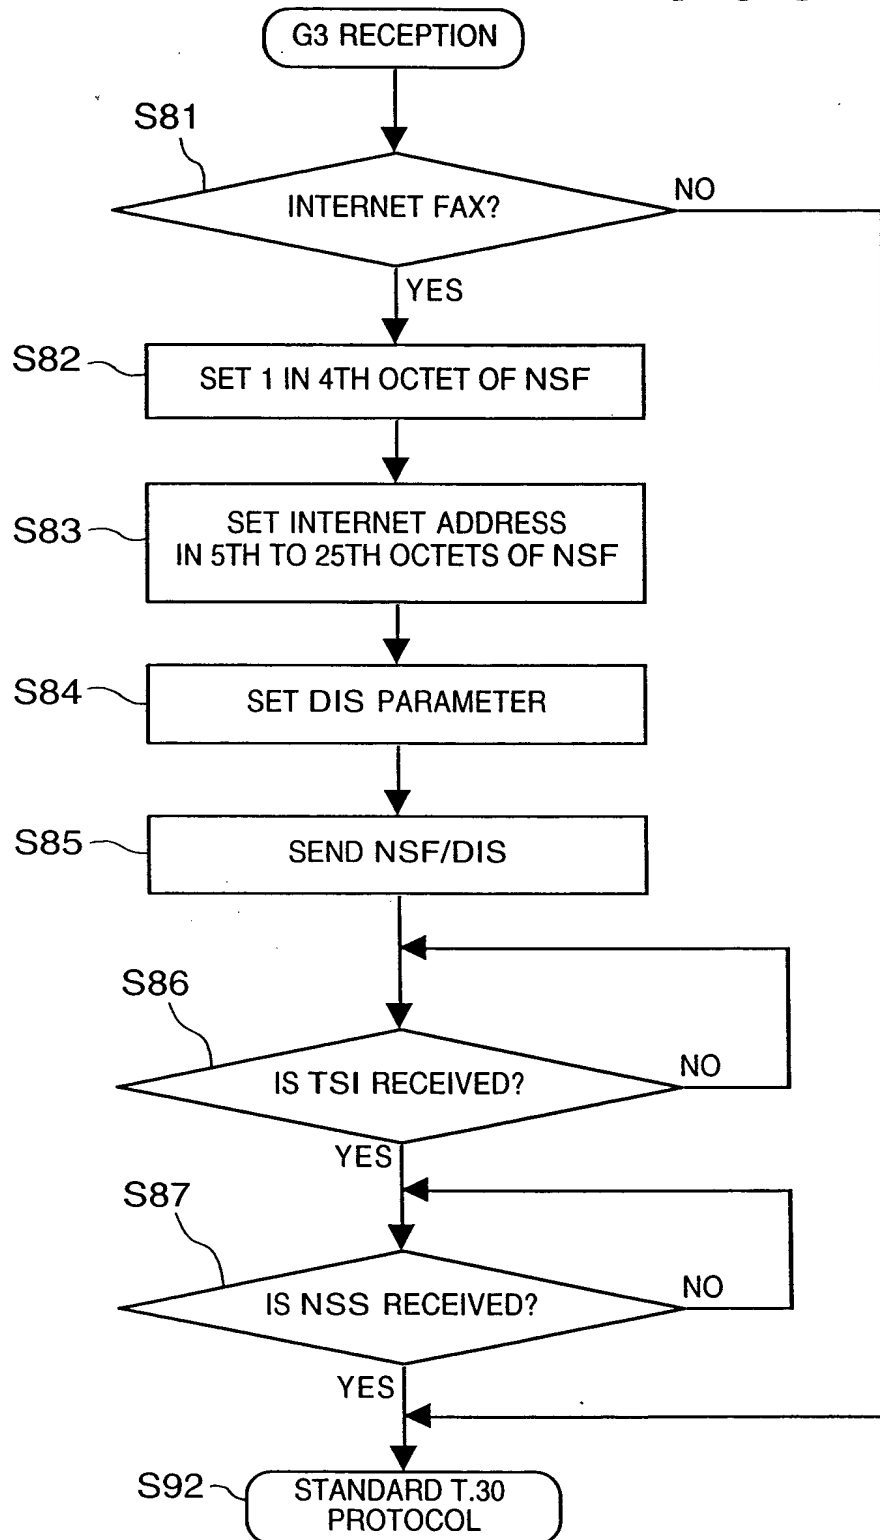 G3 RECEPTION
S81
INTERNET FAX?
NO
YES
S82
SET 1 IN 4TH OCTET OF NSF
S83
SET INTERNET ADDRESS
IN 5TH TO 25TH OCTETS OF NSF
S84
SET DIS PARAMETER
S85
SEND NSF/DIS
S86
IS TSI RECEIVED?
NO
YES
S87
IS NSS RECEIVED?
NO
YES
S92
STANDARD T.30
PROTOCOL